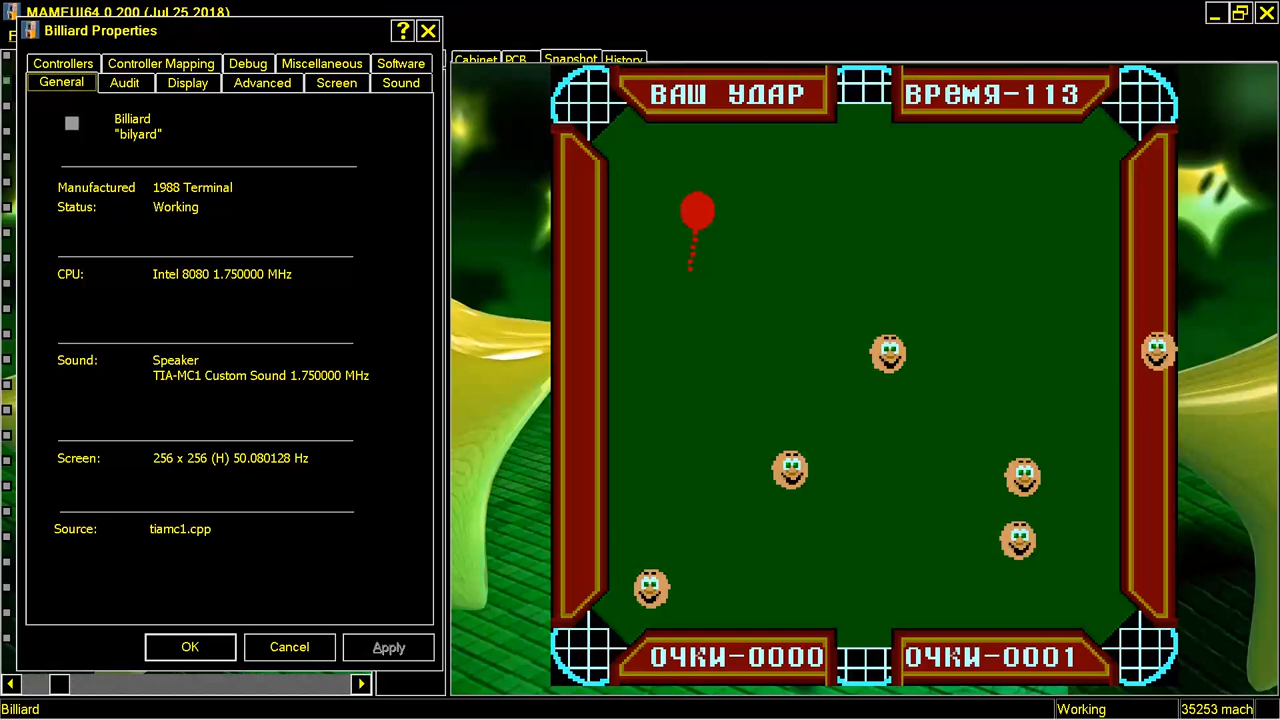 MAMEUI64 0.200 (Jul 25 2018)
Billiard Properties
Controllers
Controller Mapping
Debug
Miscellaneous
Software
General
Audit
Display
Advanced
Screen
Sound
Billiard
"bilyard"
Manufactured 1988 Terminal
Status: Working
CPU: Intel 8080 1.750000 MHz
Sound: Speaker
TIA-MC1 Custom Sound 1.750000 MHz
Screen: 256 x 256 (H) 50.080128 Hz
Source: tiamc1.cpp
OK
Cancel
Apply
Cabinet
PCB
Snapshot
History
ВАШ УДАР
ВРЕМЯ-113
ОЧКИ-0000
ОЧКИ-0001
Billiard
Working
35253 mach